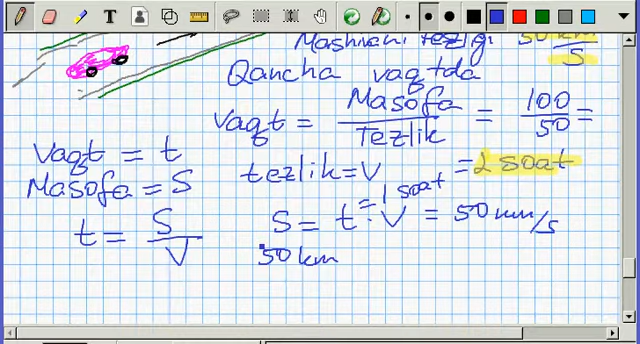 Mashinani tezligi 50 km/s
Qancha vaqtda
vaqt = Masofa / Tezlik = 100 / 50 =
= 2 soat
vaqt = t
Masofa = S
tezlik = V
t = S / V
= 1 soat
S = t · V = 50 km/s
50 km